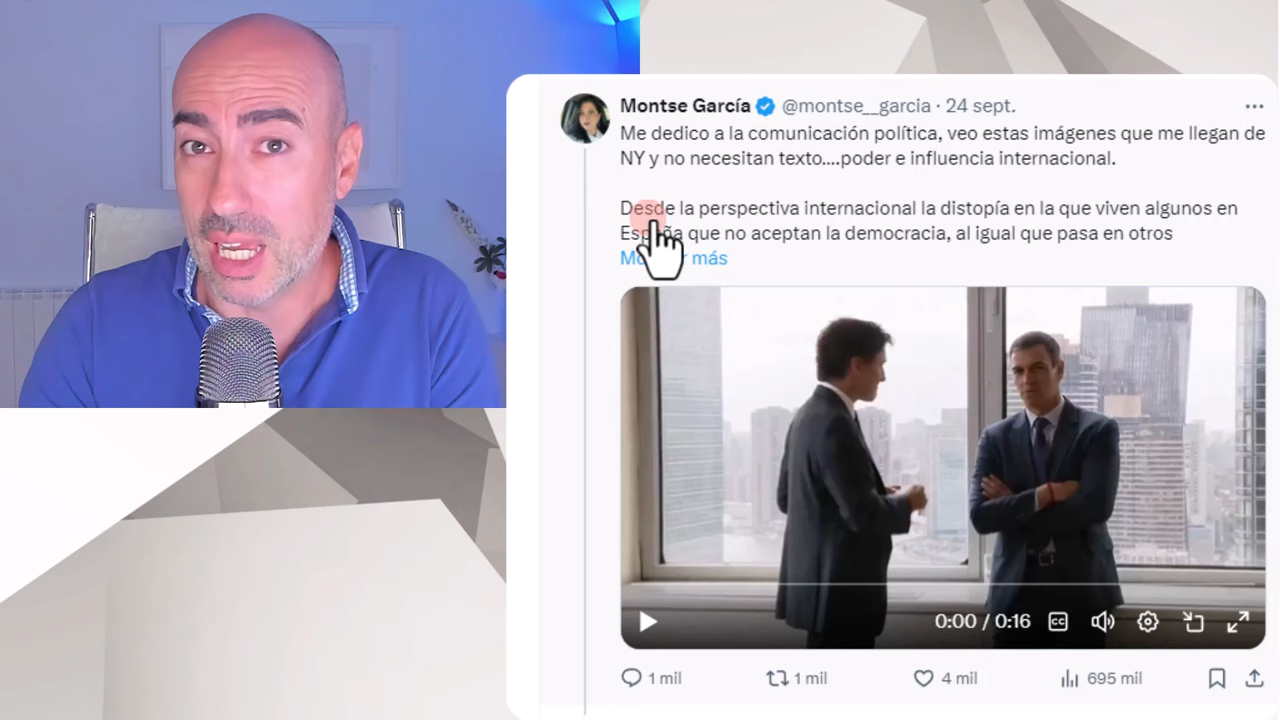 Montse García @montse__garcia · 24 sept.
Me dedico a la comunicación política, veo estas imágenes que me llegan de
NY y no necesitan texto....poder e influencia internacional.
Desde la perspectiva internacional la distopía en la que viven algunos en
España que no aceptan la democracia, al igual que pasa en otros
Mostrar más
0:00 / 0:16
CC
1 mil
1 mil
4 mil
695 mil